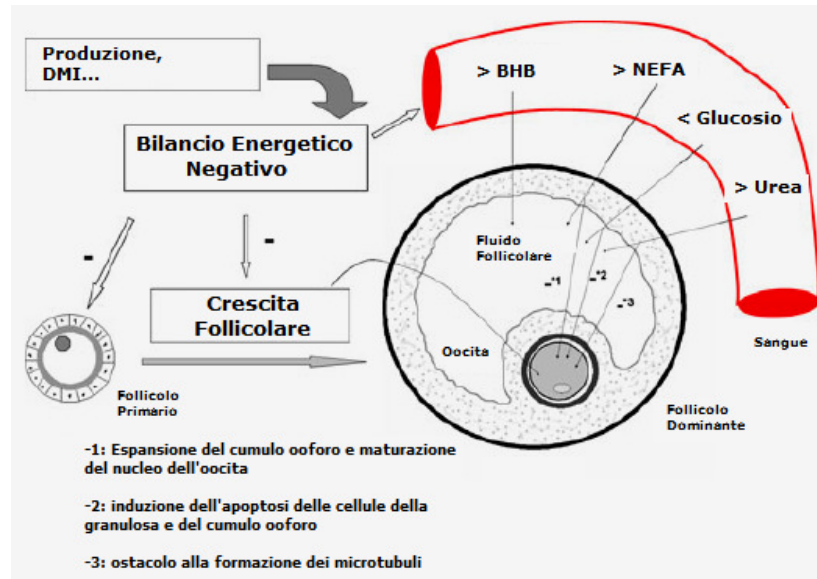 Produzione,
DMI...
> BHB
> NEFA
< Glucosio
> Urea
Bilancio Energetico
Negativo
-
-
Fluido
Follicolare
-*1
-*2
-*3
Crescita
Follicolare
Oocita
Sangue
Follicolo
Primario
Follicolo
Dominante
-1: Espansione del cumulo ooforo e maturazione
del nucleo dell'oocita
-2: induzione dell'apoptosi delle cellule della
granulosa e del cumulo ooforo
-3: ostacolo alla formazione dei microtubuli